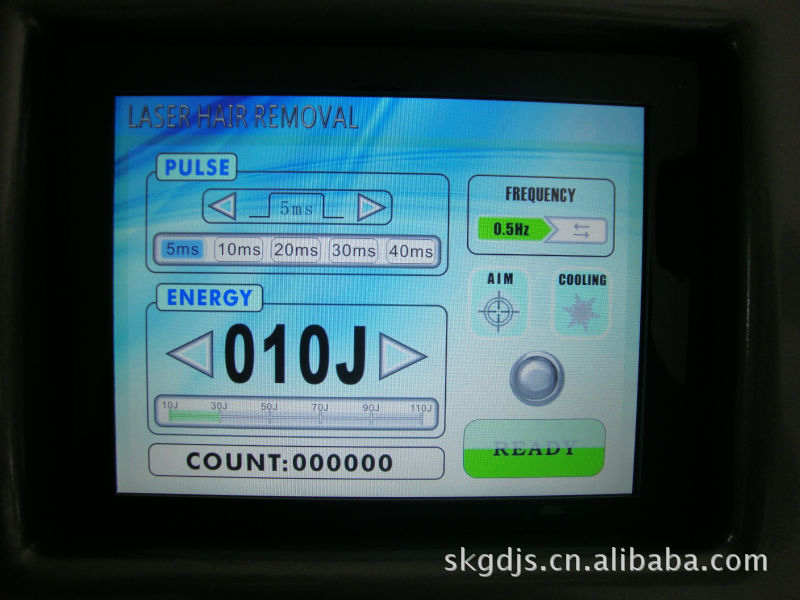 LASER HAIR REMOVAL
PULSE
5ms
5ms 10ms 20ms 30ms 40ms
FREQUENCY
0.5Hz
AIM COOLING
ENERGY
010J
10J 30J 50J 70J 90J 110J
READY
COUNT:000000
skgdjs.cn.alibaba.com